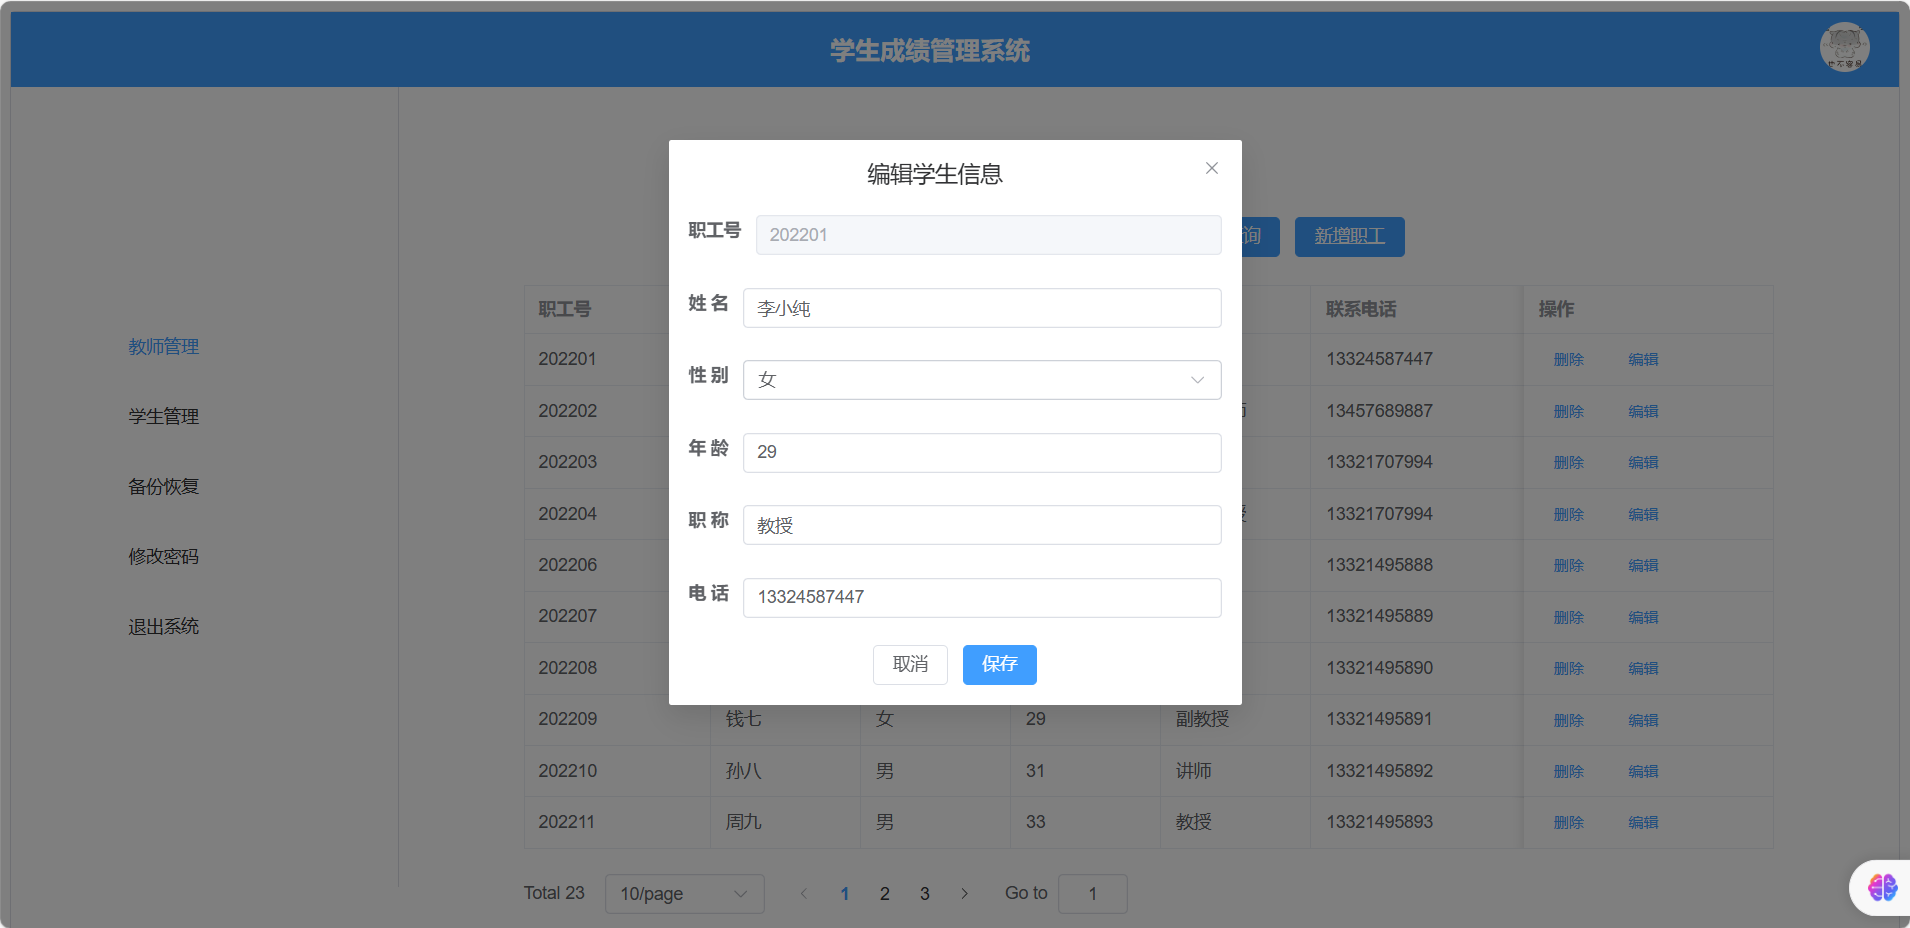 学生成绩管理系统
也不容易
编辑学生信息
职工号 202201
姓 名 李小纯
性 别 女
年 龄 29
职 称 教授
电 话 13324587447
取消 保存
教师管理
学生管理
备份恢复
修改密码
退出系统
询 新增职工
职工号 联系电话 操作
202201 13324587447 删除 编辑
202202 13457689887 删除 编辑
202203 13321707994 删除 编辑
202204 13321707994 删除 编辑
202206 13321495888 删除 编辑
202207 13321495889 删除 编辑
202208 13321495890 删除 编辑
202209 钱七 女 29 副教授 13321495891 删除 编辑
202210 孙八 男 31 讲师 13321495892 删除 编辑
202211 周九 男 33 教授 13321495893 删除 编辑
Total 23 10/page 1 2 3 Go to 1